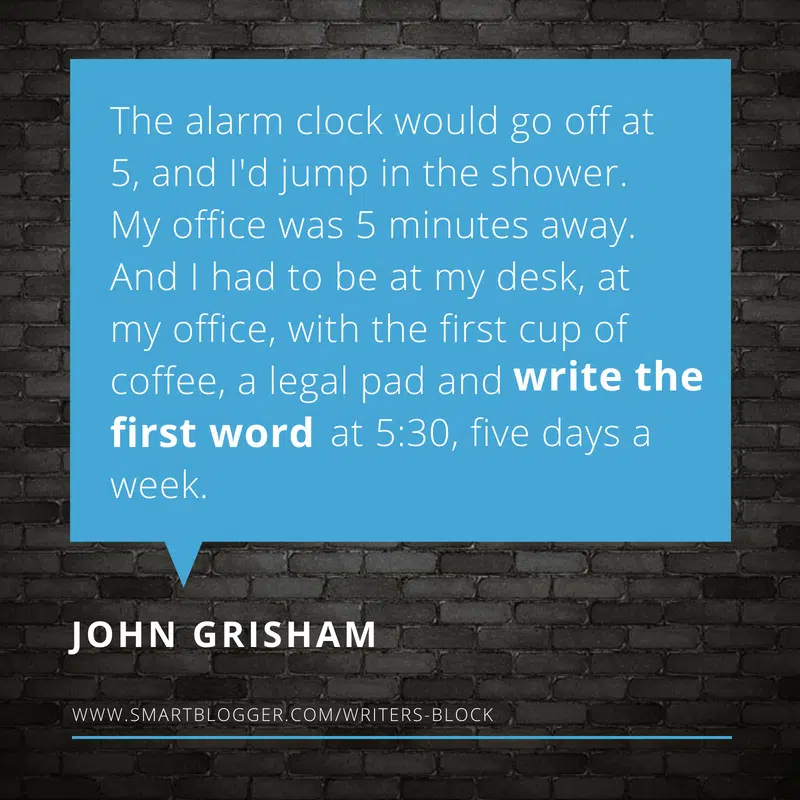 The alarm clock would go off at
5, and I'd jump in the shower.
My office was 5 minutes away.
And I had to be at my desk, at
my office, with the first cup of
coffee, a legal pad and write the
first word at 5:30, five days a
week.
JOHN GRISHAM
WWW.SMARTBLOGGER.COM/WRITERS-BLOCK